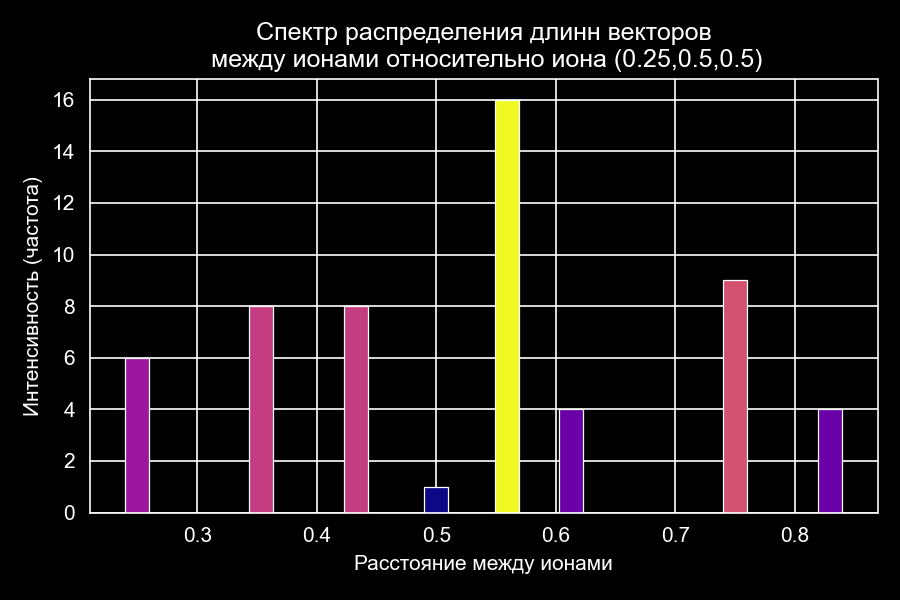 Спектр распределения длинн векторов
между ионами относительно иона (0.25,0.5,0.5)
Интенсивность (частота)
16
14
12
10
8
6
4
2
0
0.3 0.4 0.5 0.6 0.7 0.8
Расстояние между ионами